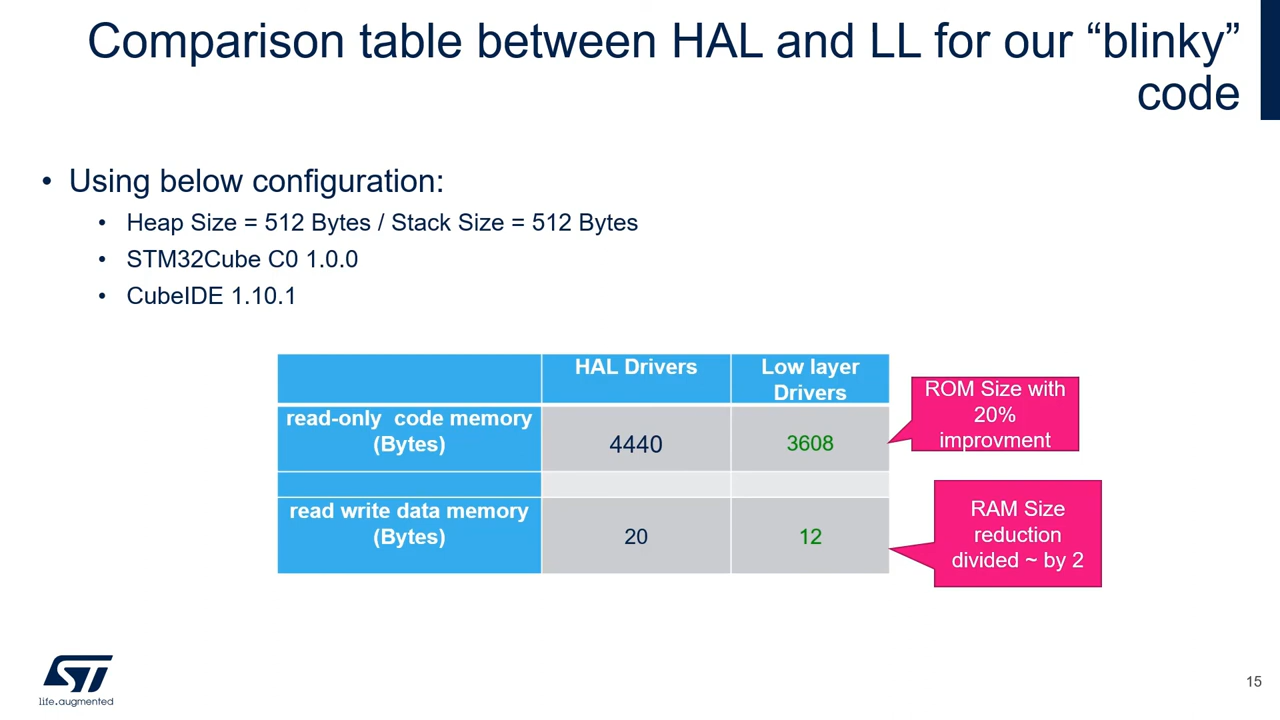 Comparison table between HAL and LL for our “blinky”
code
• Using below configuration:
• Heap Size = 512 Bytes / Stack Size = 512 Bytes
• STM32Cube C0 1.0.0
• CubeIDE 1.10.1
HAL Drivers
Low layer
Drivers
read-only code memory
(Bytes)
4440
3608
ROM Size with
20%
improvment
read write data memory
(Bytes)
20
12
RAM Size
reduction
divided ~ by 2
ST
life.augmented
15